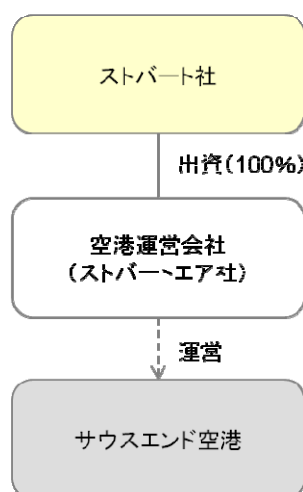 ストバート社
出資(100%)
空港運営会社
(ストバートエア社)
運営
サウスエンド空港